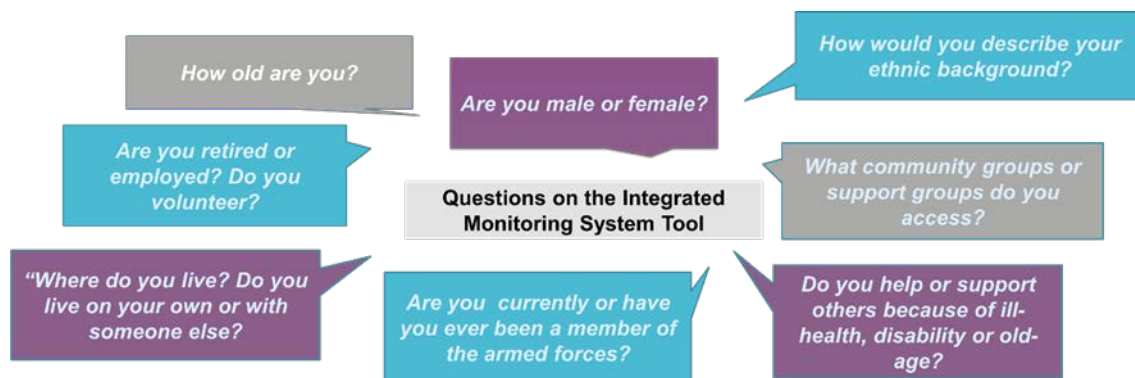 How old are you?
Are you male or female?
How would you describe your
ethnic background?
Are you retired or
employed? Do you
volunteer?
Questions on the Integrated
Monitoring System Tool
What community groups or
support groups do you
access?
“Where do you live? Do you
live on your own or with
someone else?
Are you  currently or have
you ever been a member of
the armed forces?
Do you help or support
others because of ill-
health, disability or old-
age?